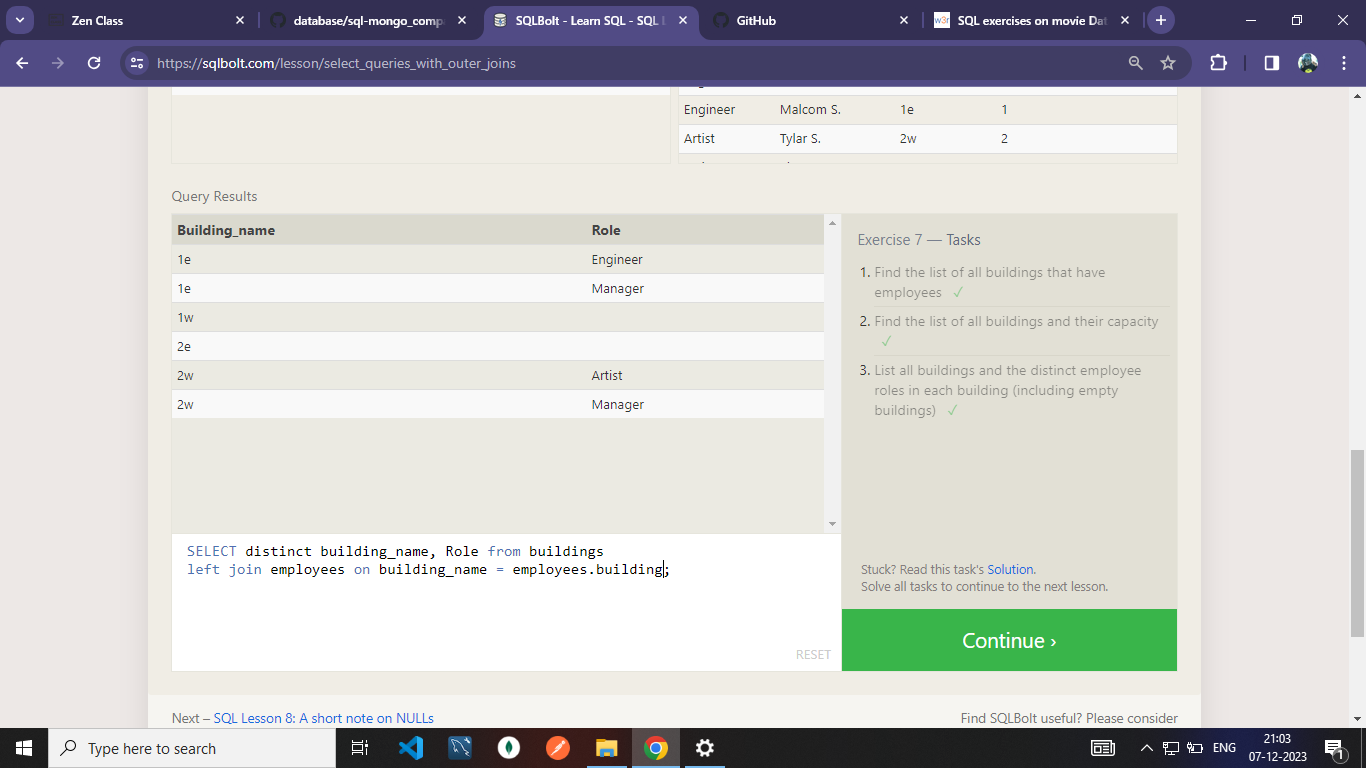 Zen Class
database/sql-mongo_comp
SQLBolt - Learn SQL - SQL L
GitHub
w3r
SQL exercises on movie Dat
https://sqlbolt.com/lesson/select_queries_with_outer_joins
Engineer Malcom S. 1e 1
Artist Tylar S. 2w 2
Query Results
Building_name Role
1e Engineer
1e Manager
1w
2e
2w Artist
2w Manager
Exercise 7 — Tasks
1. Find the list of all buildings that have
employees ✓
2. Find the list of all buildings and their capacity
✓
3. List all buildings and the distinct employee
roles in each building (including empty
buildings) ✓
SELECT distinct building_name, Role from buildings
left join employees on building_name = employees.building;
RESET
Stuck? Read this task's Solution.
Solve all tasks to continue to the next lesson.
Continue ›
Next – SQL Lesson 8: A short note on NULLs
Find SQLBolt useful? Please consider
Type here to search
ENG
21:03
07-12-2023
1